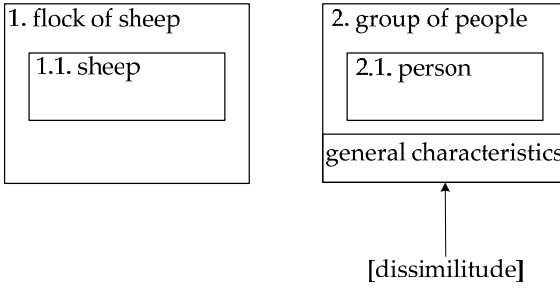 1. flock of sheep
1.1. sheep
2. group of people
2.1. person
general characteristics
[dissimilitude]